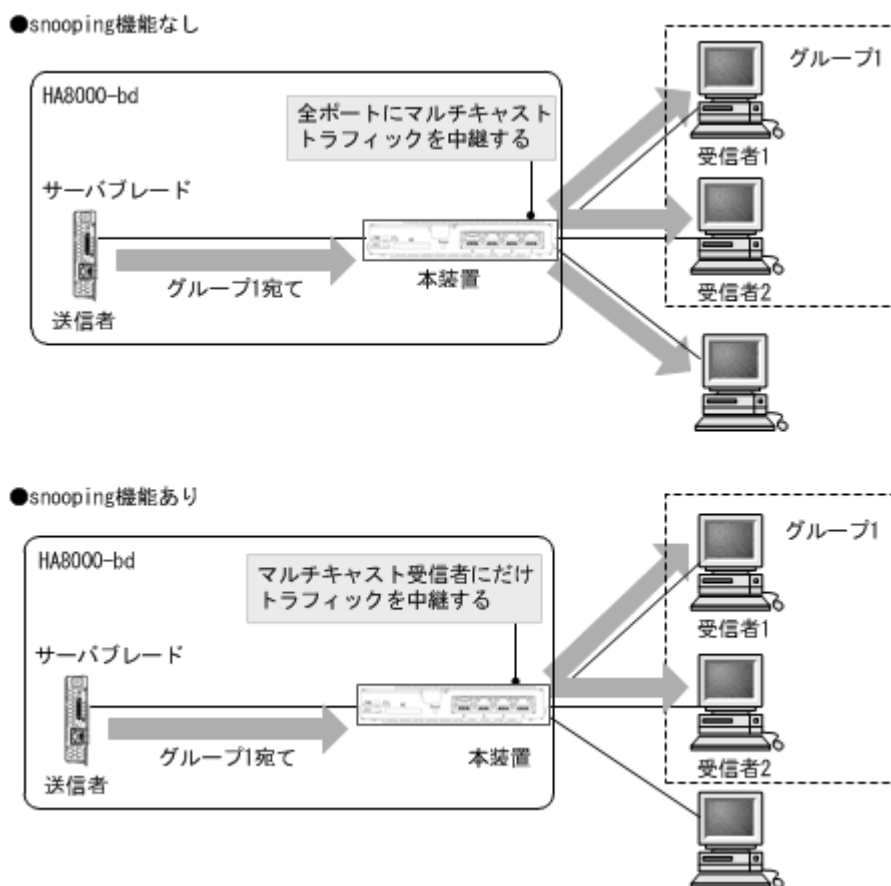 ●snooping機能なし
グループ1
HA8000-bd
全ポートにマルチキャスト
トラフィックを中継する
受信者1
サーバブレード
グループ1宛て
本装置
受信者2
送信者
●snooping機能あり
グループ1
HA8000-bd
マルチキャスト受信者にだけ
トラフィックを中継する
受信者1
サーバブレード
グループ1宛て
本装置
受信者2
送信者